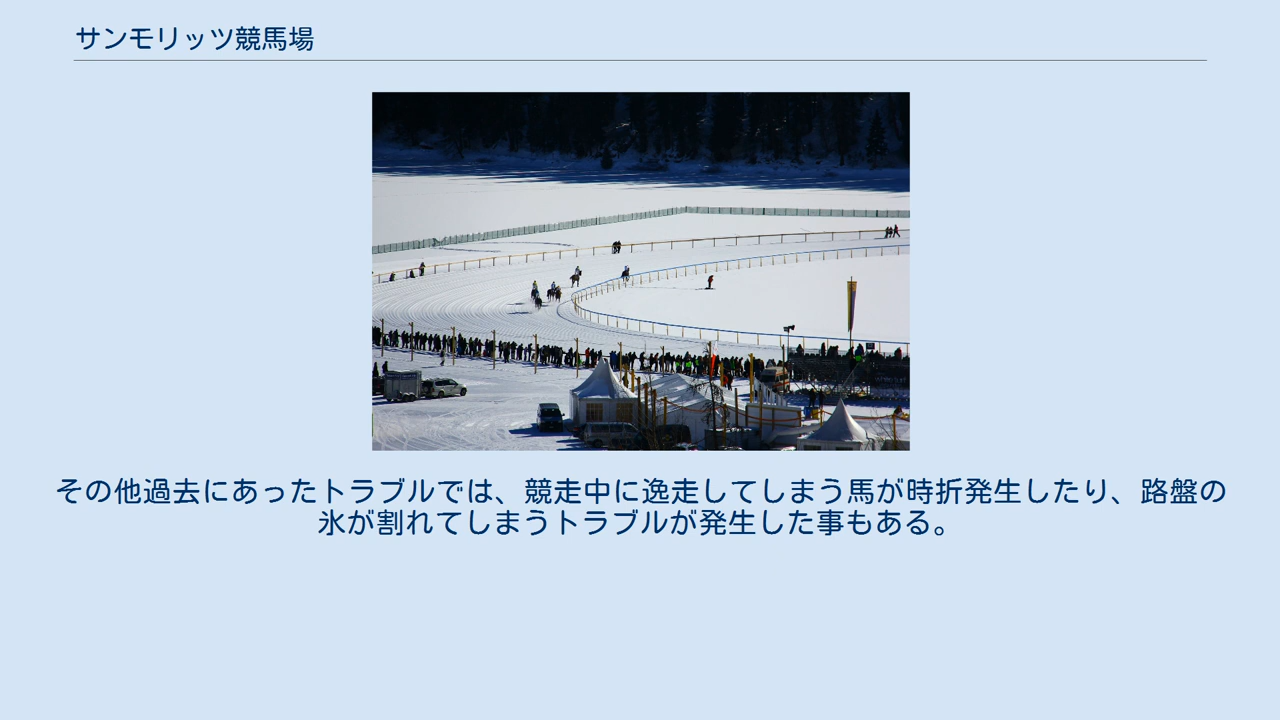 サンモリッツ競馬場
その他過去にあったトラブルでは、競走中に逸走してしまう馬が時折発生したり、路盤の
氷が割れてしまうトラブルが発生した事もある。